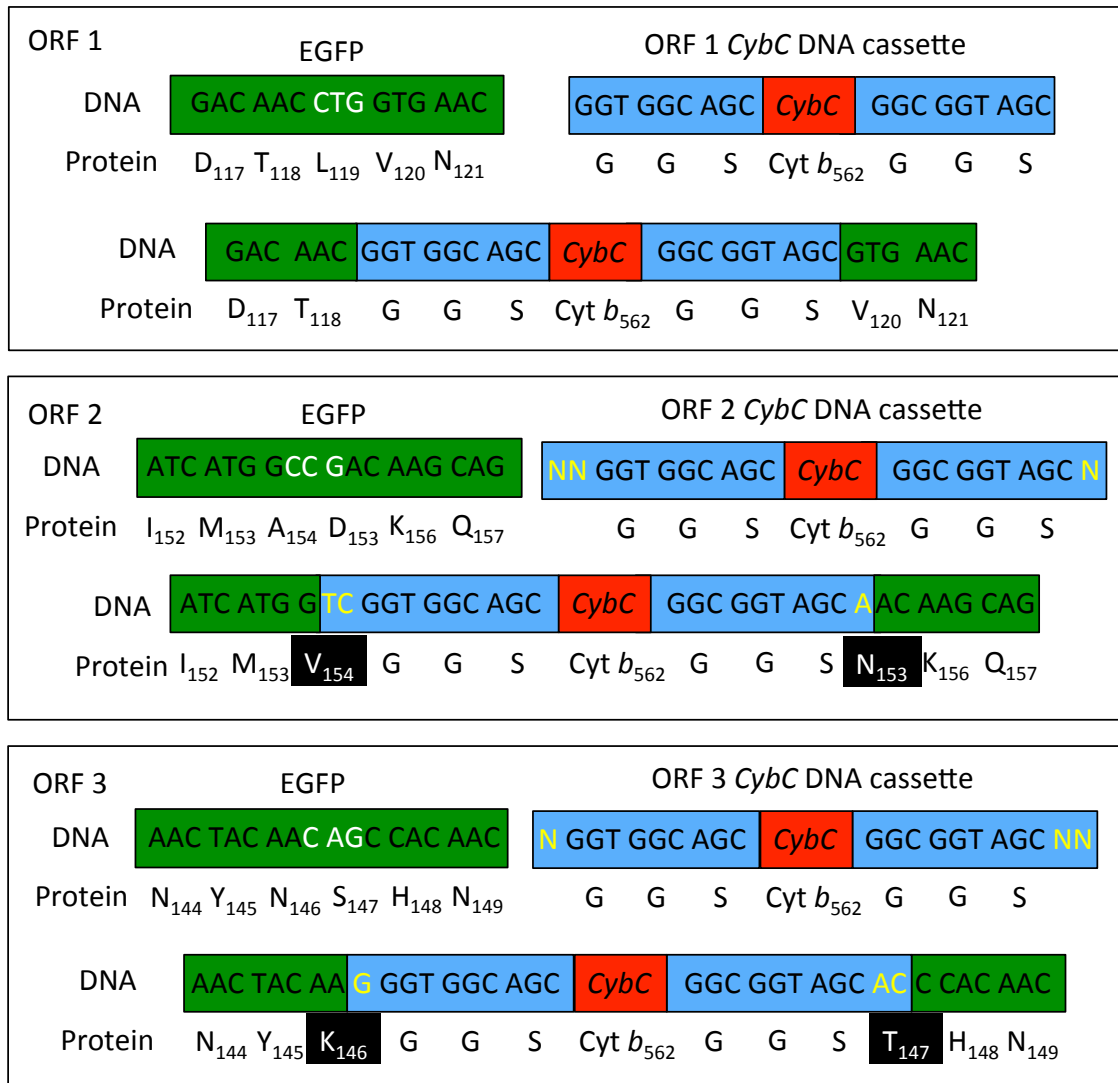 ORF 1
EGFP
ORF 1 CybC DNA cassette
DNA GACAAC CTG GTG AAC GGT GGC AGC CybC GGC GGT AGC
Protein D117 T118 L119 V120 N121 G G S Cyt b562 G G S
DNA GAC AAC GGT GGC AGC CybC GGC GGT AGC GTG AAC
Protein D117 T118 G G S Cyt b562 G G S V120 N121
ORF 2
EGFP
ORF 2 CybC DNA cassette
DNA ATC ATG GCC GAC AAG CAG NN GGT GGC AGC CybC GGC GGT AGC N
Protein I152 M153 A154 D153 K156 Q157 G G S Cyt b562 G G S
DNA ATC ATG G TC GGT GGC AGC CybC GGC GGT AGC A AC AAG CAG
Protein I152 M153 V154 G G S Cyt b562 G G S N153 K156 Q157
ORF 3
EGFP
ORF 3 CybC DNA cassette
DNA AAC TAC AAC AGC CAC AAC N GGT GGC AGC CybC GGC GGT AGC NN
Protein N144 Y145 N146 S147 H148 N149 G G S Cyt b562 G G S
DNA AAC TAC AA G GGT GGC AGC CybC GGC GGT AGC AC C CAC AAC
Protein N144 Y145 K146 G G S Cyt b562 G G S T147 H148 N149